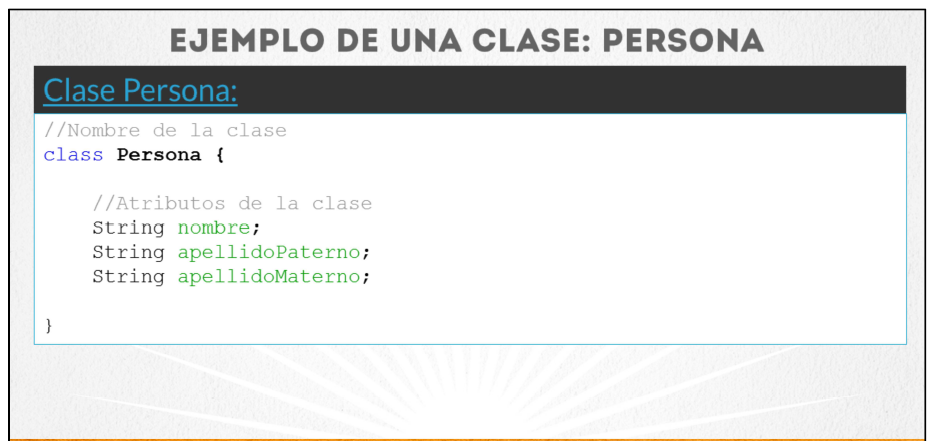 EJEMPLO DE UNA CLASE: PERSONA
Clase Persona:
//Nombre de la clase
class Persona {
//Atributos de la clase
String nombre;
String apellidoPaterno;
String apellidoMaterno;
}